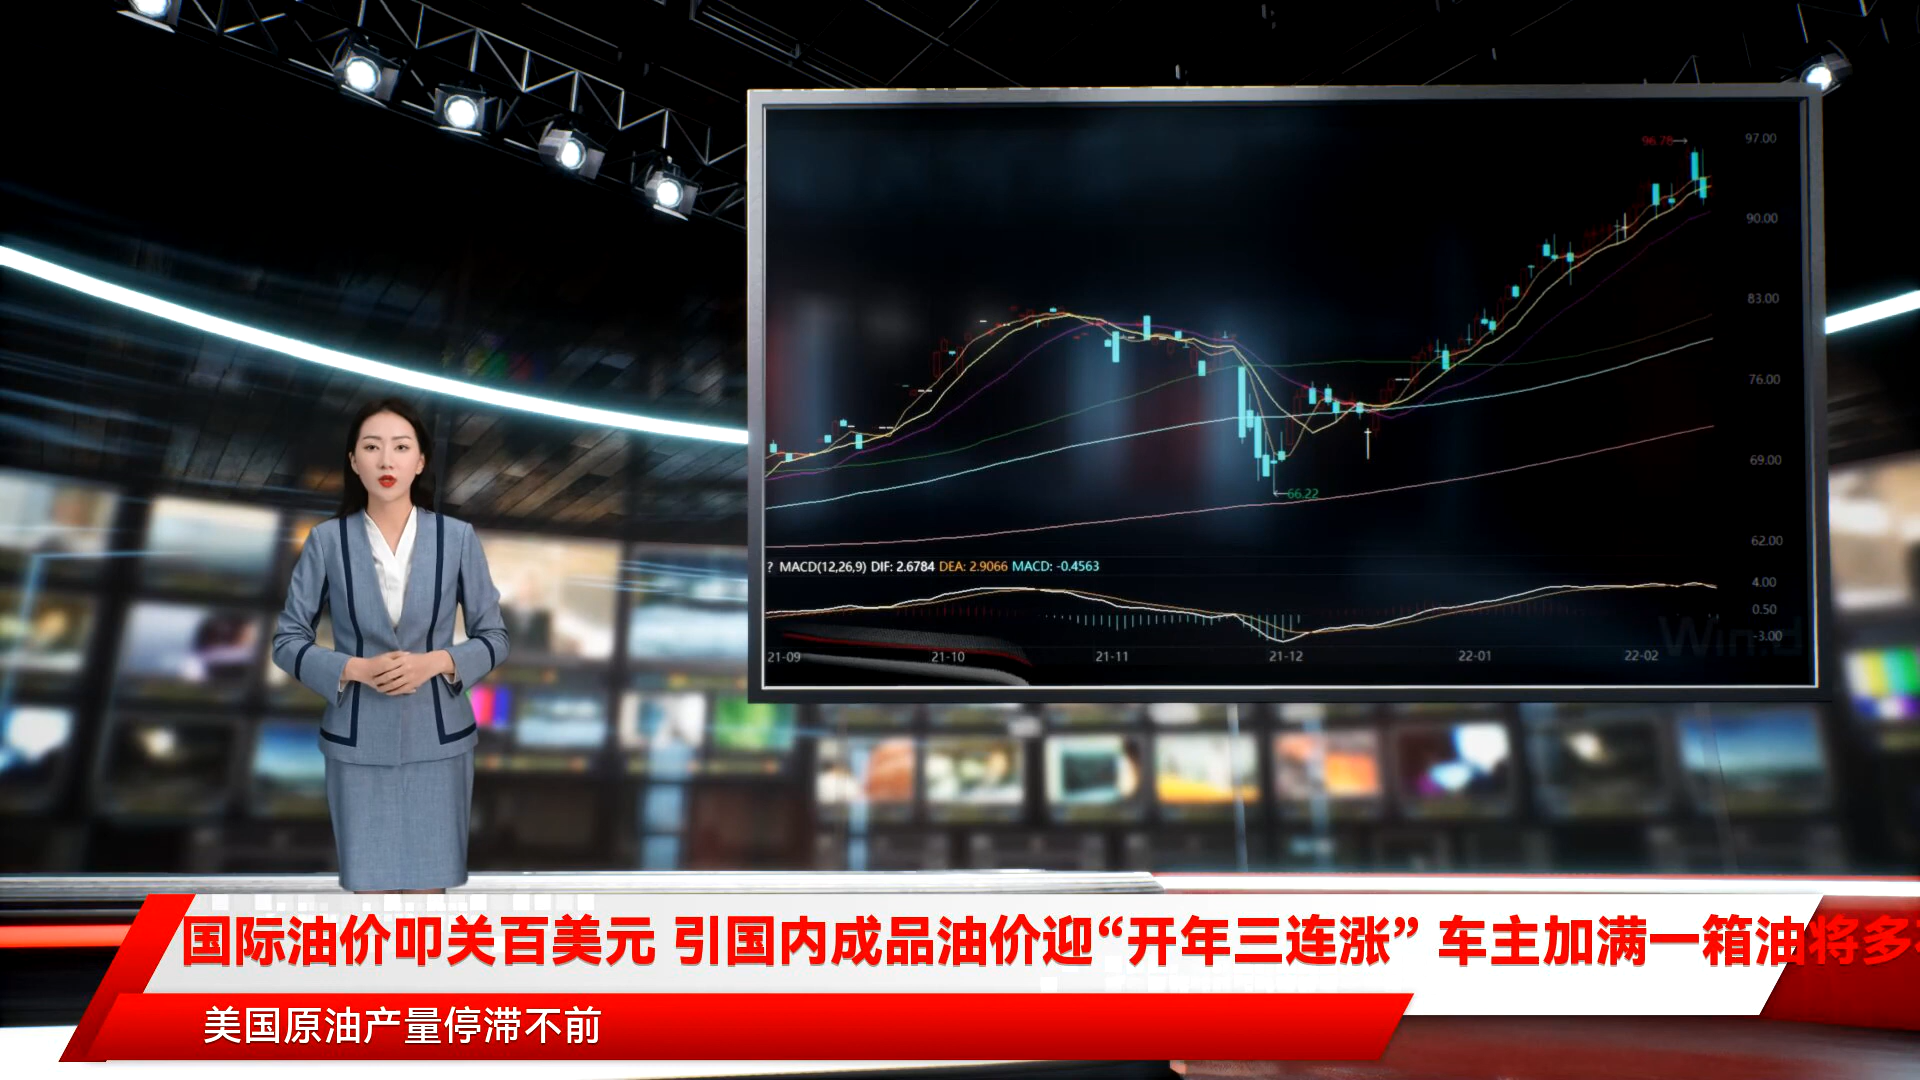 96.78
97.00
90.00
83.00
76.00
69.00
66.22
62.00
? MACD(12,26,9) DIF: 2.6784 DEA: 2.9066 MACD: -0.4563
4.00
0.50
-3.00
Win.d
21-09 21-10 21-11 21-12 22-01 22-02
国际油价叩关百美元 引国内成品油价迎“开年三连涨” 车主加满一箱油将多
美国原油产量停滞不前